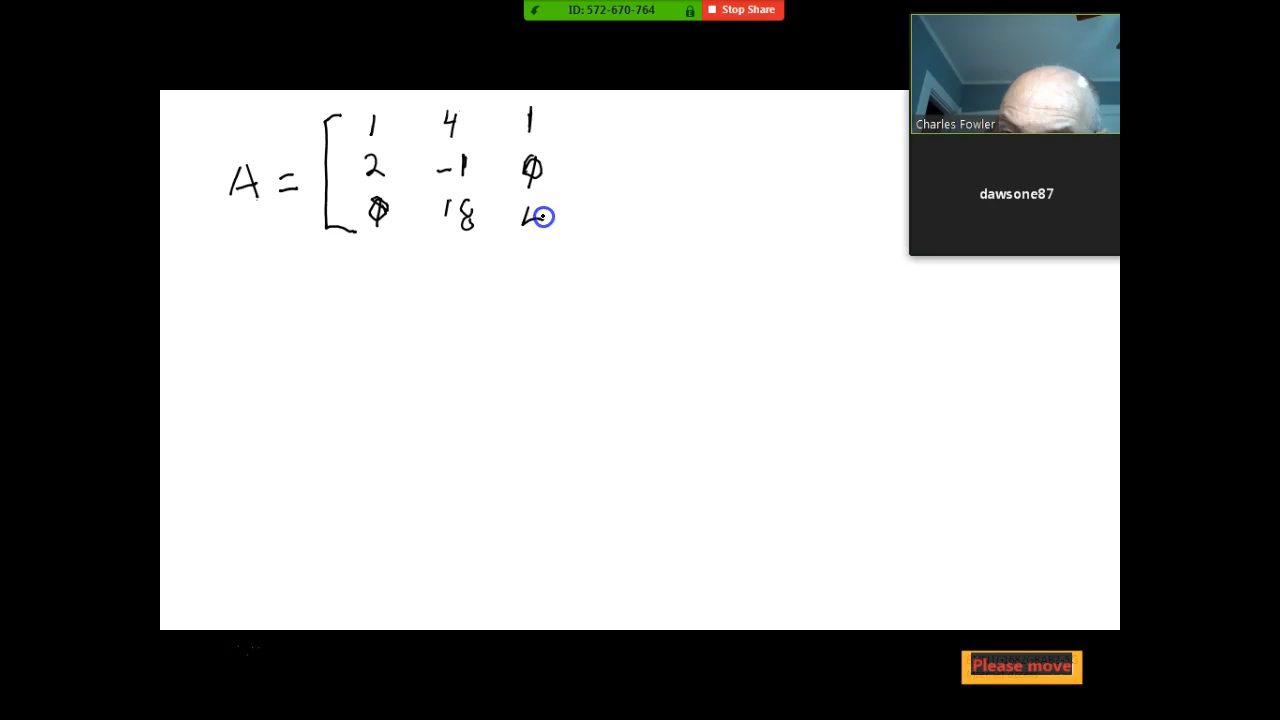 ID: 572-670-764 Stop Share
Charles Fowler
dawsone87
1 4 1
A = 2 -1 0
0 18 4
Please move